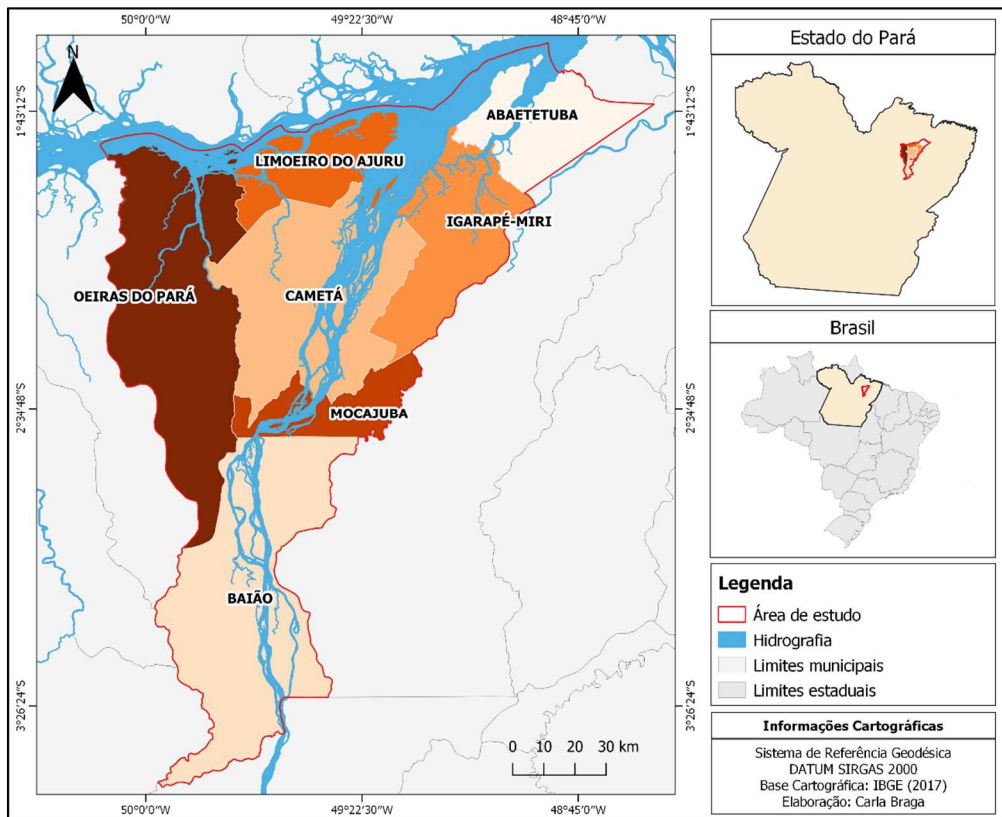 50°0′0″W 49°22′30″W 48°45′0″W
N
1°43′12″S
2°34′48″S
3°26′24″S
ABAETETUBA
LIMOEIRO DO AJURU
IGARAPÉ-MIRI
OEIRAS DO PARÁ
CAMETÁ
MOCAJUBA
BAIÃO
0 10 20 30 km
1°43′12″S
2°34′48″S
3°26′24″S
50°0′0″W 49°22′30″W 48°45′0″W
Estado do Pará
Brasil
Legenda
Área de estudo
Hidrografia
Limites municipais
Limites estaduais
Informações Cartográficas
Sistema de Referência Geodésica
DATUM SIRGAS 2000
Base Cartográfica: IBGE (2017)
Elaboração: Carla Braga